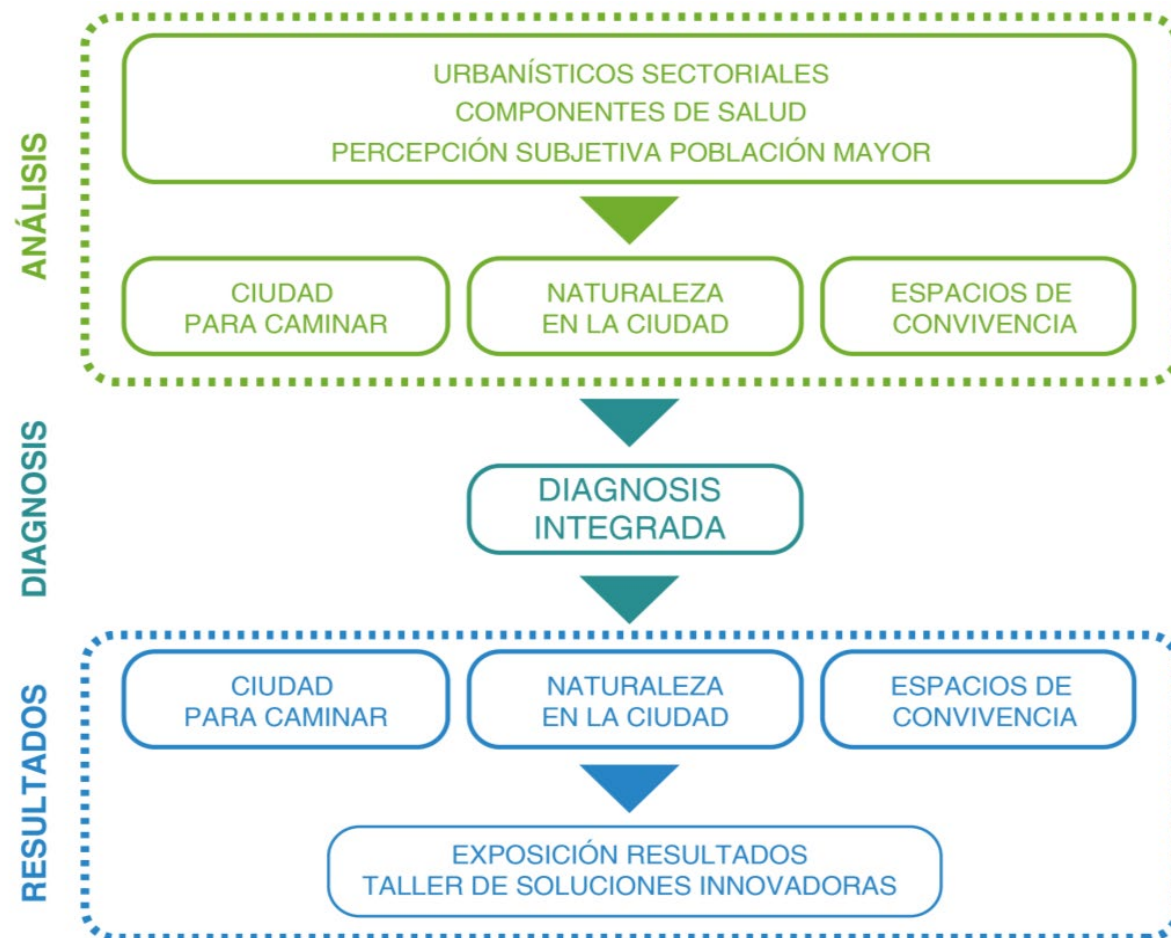 ANÁLISIS
URBANÍSTICOS SECTORIALES
COMPONENTES DE SALUD
PERCEPCIÓN SUBJETIVA POBLACIÓN MAYOR
CIUDAD
PARA CAMINAR
NATURALEZA
EN LA CIUDAD
ESPACIOS DE
CONVIVENCIA
DIAGNOSIS
DIAGNOSIS
INTEGRADA
RESULTADOS
CIUDAD
PARA CAMINAR
NATURALEZA
EN LA CIUDAD
ESPACIOS DE
CONVIVENCIA
EXPOSICIÓN RESULTADOS
TALLER DE SOLUCIONES INNOVADORAS